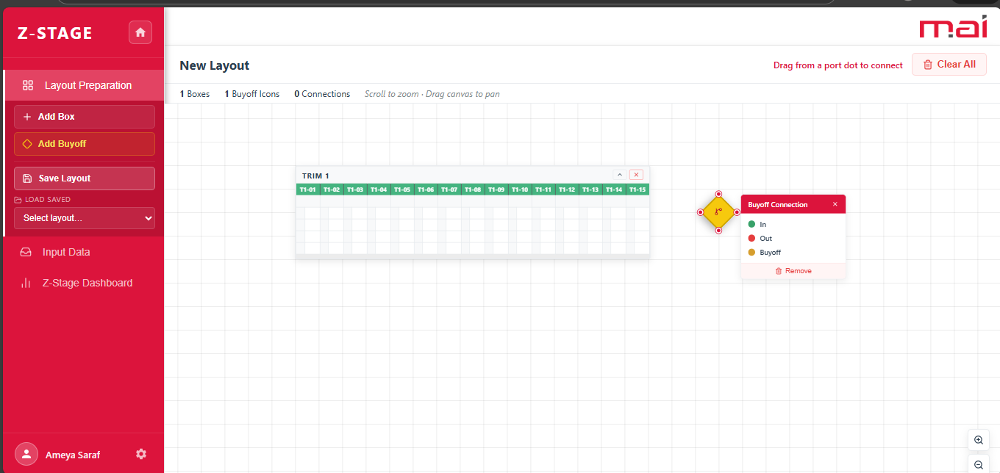 Z-STAGE
mai
Layout Preparation
Add Box
Add Buyoff
Save Layout
LOAD SAVED
Select layout...
Input Data
Z-Stage Dashboard
Ameya Saraf
New Layout
Drag from a port dot to connect
Clear All
1 Boxes 1 Buyoff Icons 0 Connections Scroll to zoom · Drag canvas to pan
TRIM 1
T1-01 T1-02 T1-03 T1-04 T1-05 T1-06 T1-07 T1-08 T1-09 T1-10 T1-11 T1-12 T1-13 T1-14 T1-15
Buyoff Connection
In
Out
Buyoff
Remove